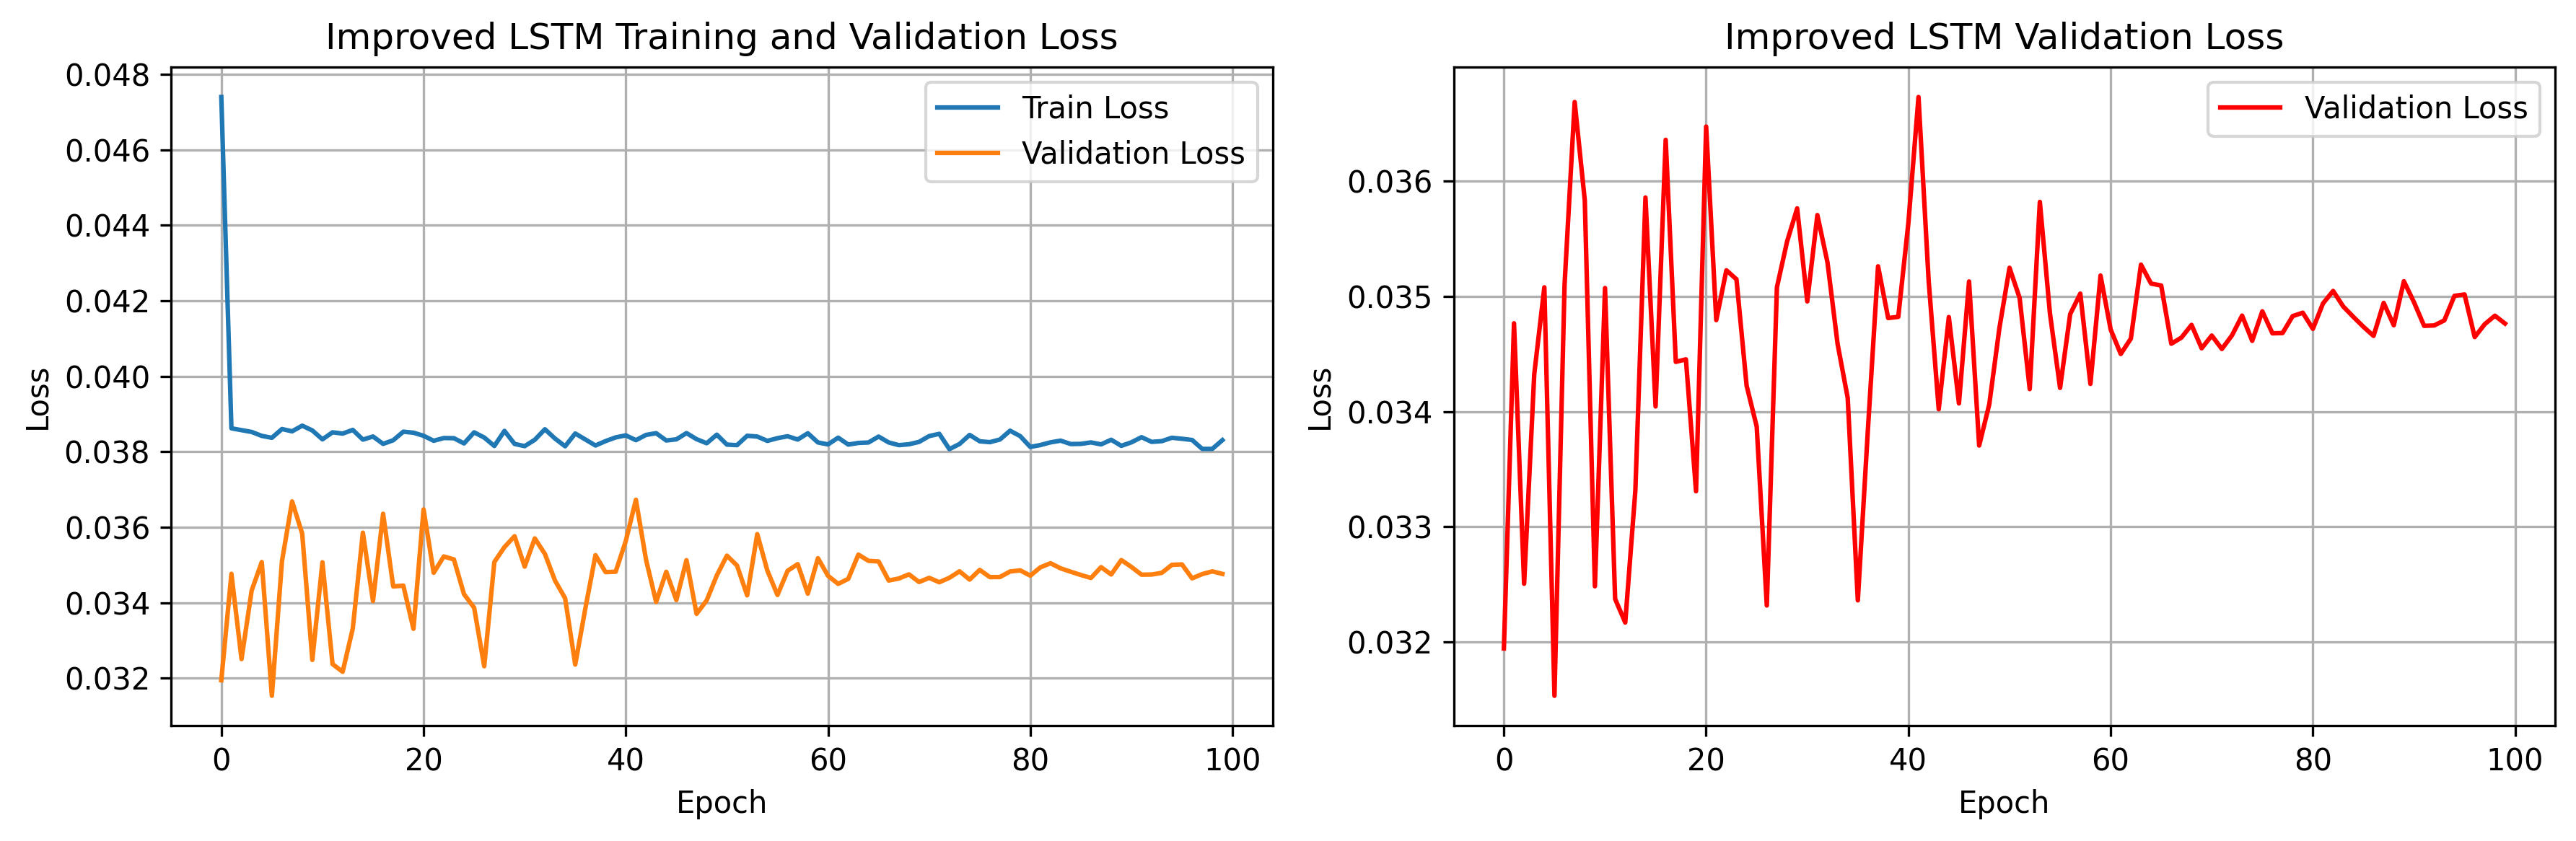 Improved LSTM Training and Validation Loss
0.048
0.046
0.044
0.042
0.040
0.038
0.036
0.034
0.032
Loss
Train Loss
Validation Loss
0 20 40 60 80 100
Epoch
Improved LSTM Validation Loss
0.036
0.035
0.034
0.033
0.032
Loss
Validation Loss
0 20 40 60 80 100
Epoch